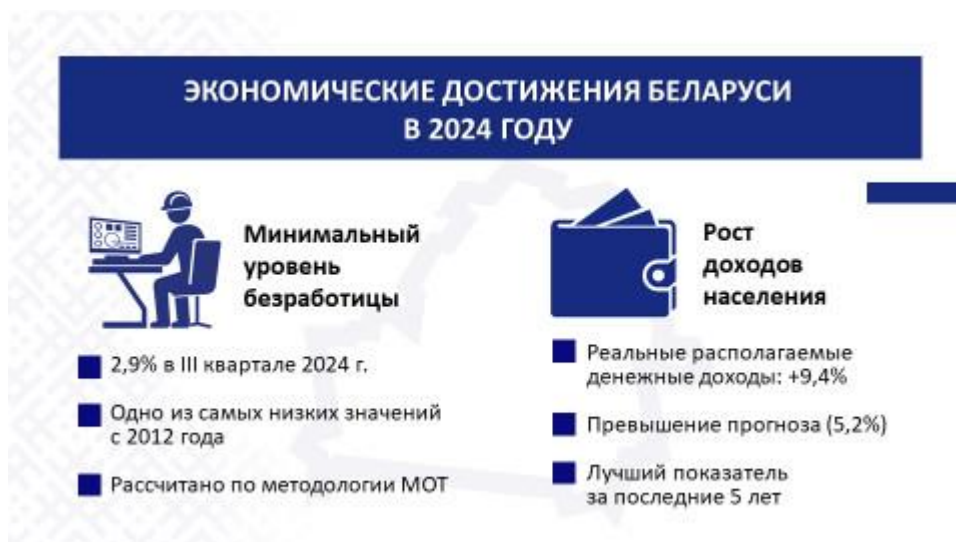 ЭКОНОМИЧЕСКИЕ ДОСТИЖЕНИЯ БЕЛАРУСИ
В 2024 ГОДУ
Минимальный
уровень
безработицы
2,9% в III квартале 2024 г.
Одно из самых низких значений
с 2012 года
Рассчитано по методологии МОТ
Рост
доходов
населения
Реальные располагаемые
денежные доходы: +9,4%
Превышение прогноза (5,2%)
Лучший показатель
за последние 5 лет